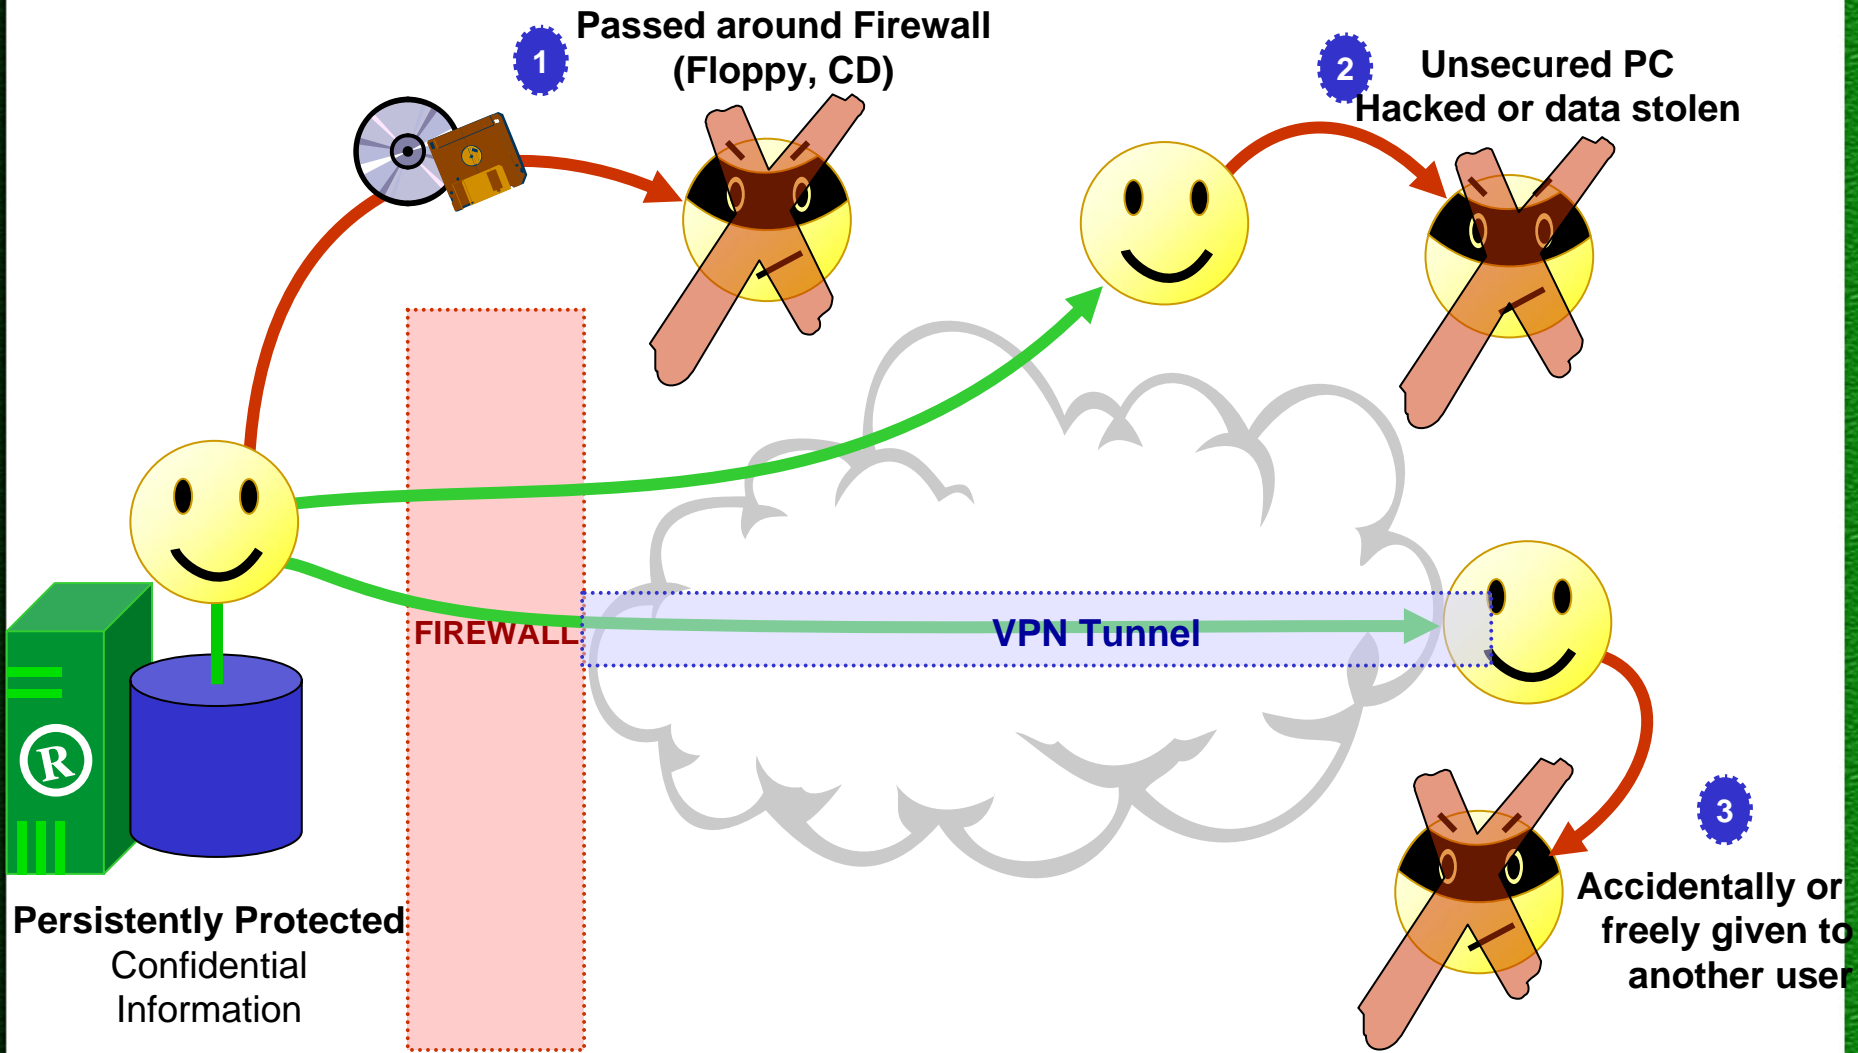 1
Passed around Firewall
(Floppy, CD)
2
Unsecured PC
Hacked or data stolen
FIREWALL
VPN Tunnel
®
3
Accidentally or
freely given to
another user
Persistently Protected
Confidential
Information